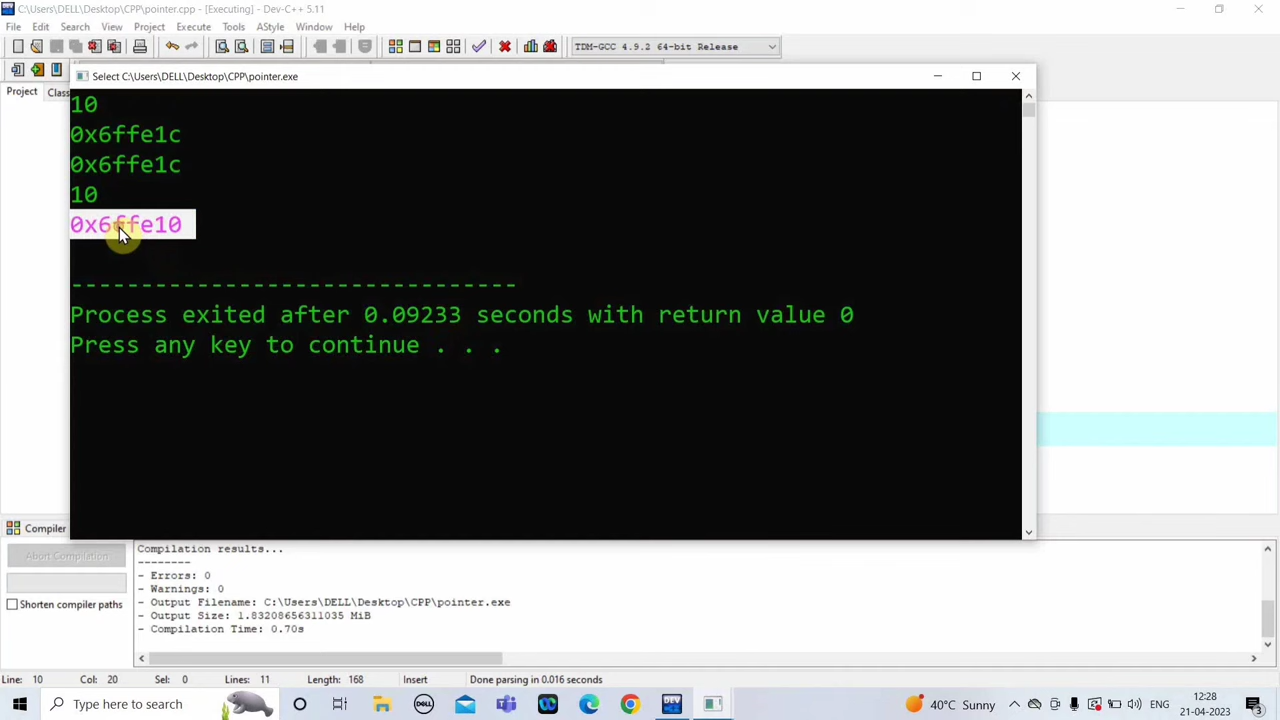 C:\Users\DELL\Desktop\CPP\pointer.cpp - [Executing] - Dev-C++ 5.11
File Edit Search View Project Execute Tools AStyle Window Help
TDM-GCC 4.9.2 64-bit Release
Select C:\Users\DELL\Desktop\CPP\pointer.exe
Project Clas
10
0x6ffe1c
0x6ffe1c
10
0x6ffe10
--------------------------------
Process exited after 0.09233 seconds with return value 0
Press any key to continue . . .
Compiler
Abort Compilation
Shorten compiler paths
Compilation results...
--------
- Errors: 0
- Warnings: 0
- Output Filename: C:\Users\DELL\Desktop\CPP\pointer.exe
- Output Size: 1.83208656311035 MiB
- Compilation Time: 0.70s
Line: 10 Col: 20 Sel: 0 Lines: 11 Length: 168 Insert Done parsing in 0.016 seconds
Type here to search
DELL
DEV
40°C Sunny
12:28
21-04-2023
3